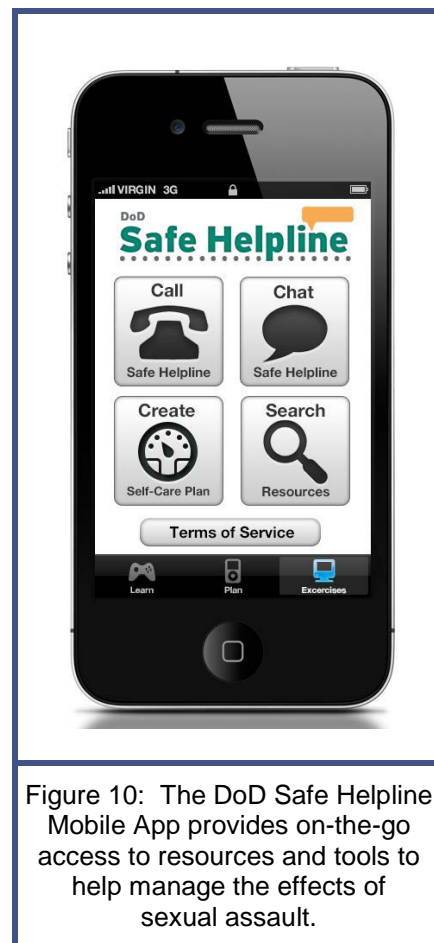 VIRGIN 3G
DoD
Safe Helpline
Call
Safe Helpline
Chat
Safe Helpline
Create
Self-Care Plan
Search
Resources
Terms of Service
Learn
Plan
Excercises
Figure 10: The DoD Safe Helpline
Mobile App provides on-the-go
access to resources and tools to
help manage the effects of
sexual assault.